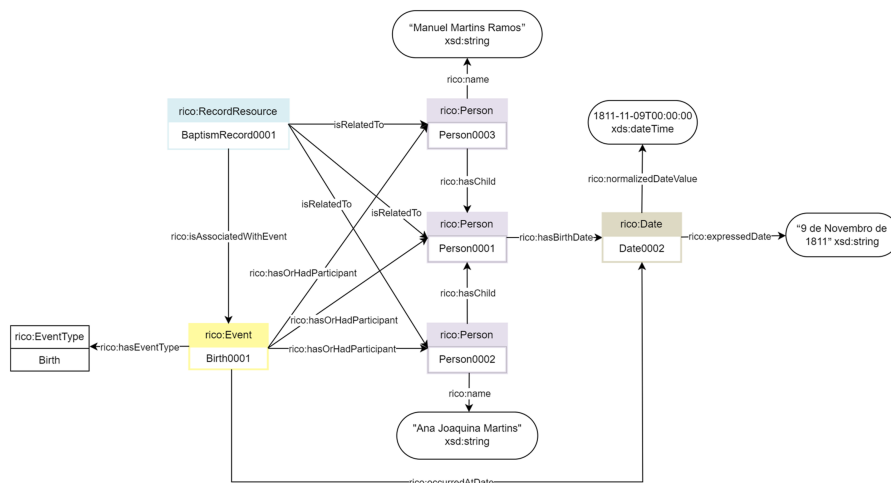 “Manuel Martins Ramos”
xsd:string
rico:name
rico:RecordResource
BaptismRecord0001
isRelatedTo
rico:Person
Person0003
1811-11-09T00:00:00
xds:dateTime
rico:hasChild
rico:normalizedDateValue
isRelatedTo
isRelatedTo
rico:isAssociatedWithEvent
rico:Person
Person0001
rico:hasBirthDate
rico:Date
Date0002
rico:expressedDate
“9 de Novembro de
1811” xsd:string
rico:hasOrHadParticipant
rico:hasChild
rico:hasOrHadParticipant
rico:EventType
Birth
rico:hasEventType
rico:Event
Birth0001
rico:hasOrHadParticipant
rico:Person
Person0002
rico:name
"Ana Joaquina Martins"
xsd:string
rico:occurredAtDate